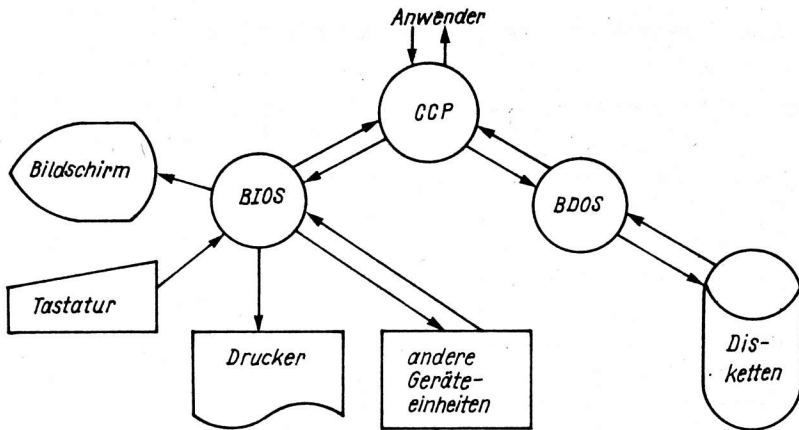 Anwender
CCP
Bildschirm
BIOS
BDOS
Tastatur
Drucker
andere
Geräte-
einheiten
Dis-
ketten